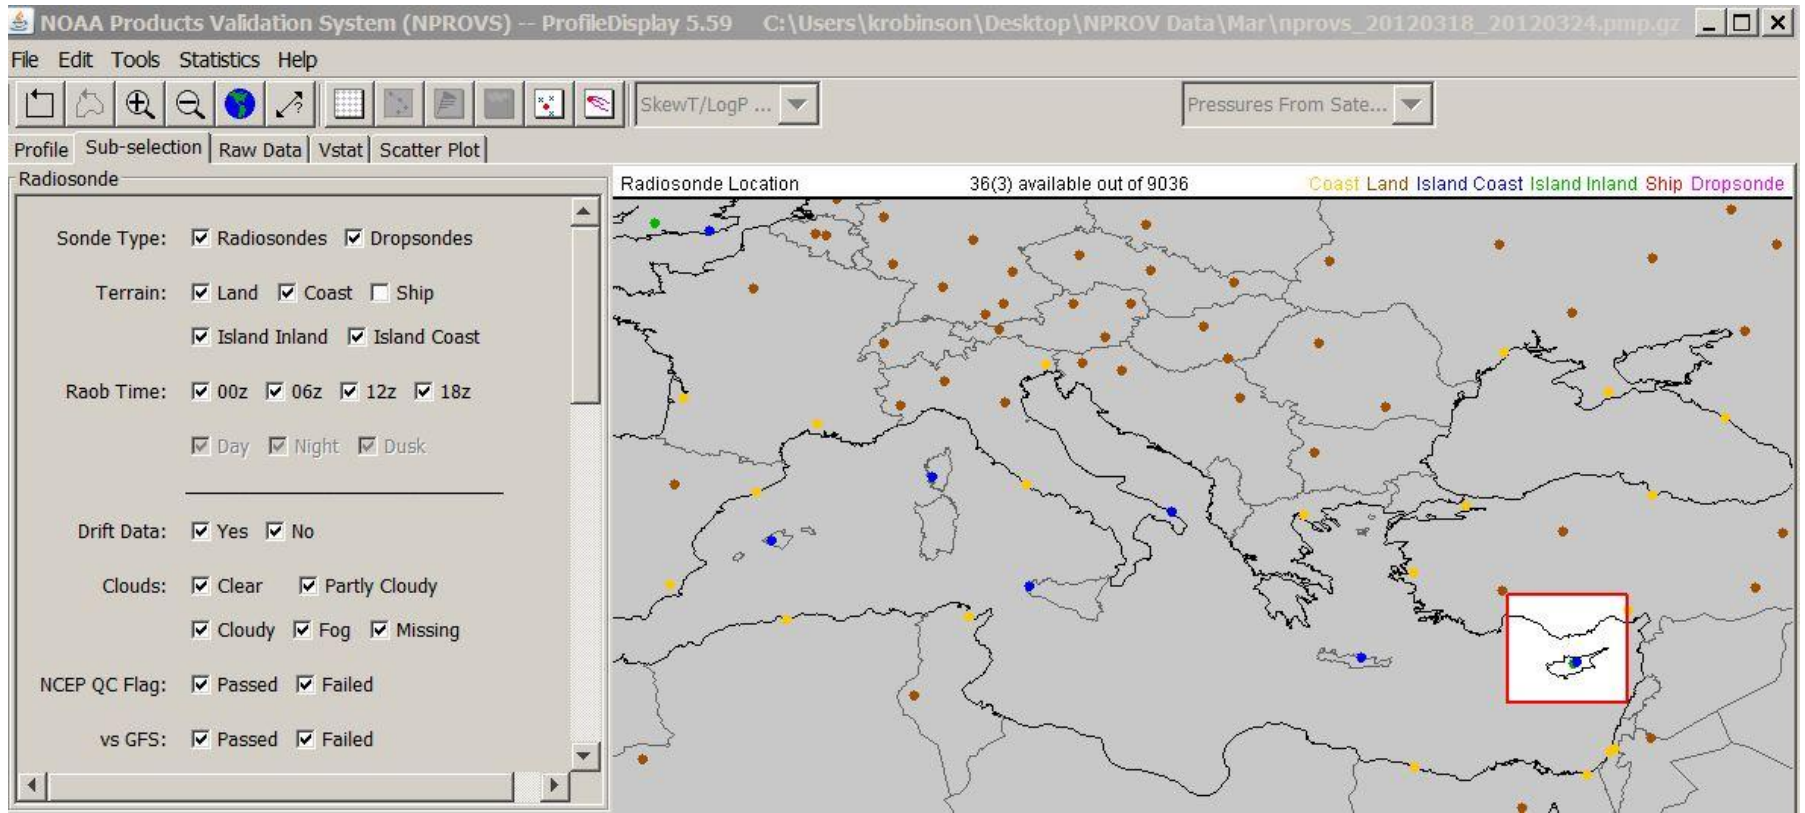 NOAA Products Validation System (NPROVS) -- ProfileDisplay 5.59 C:\Users\krobinson\Desktop\NPROV Data\Mar\nprovs_20120318_20120324.pmp.gz
File Edit Tools Statistics Help
SkewT/LogP ... Pressures From Sate...
Profile Sub-selection Raw Data Vstat Scatter Plot
Radiosonde
Sonde Type: Radiosondes Dropsondes
Terrain: Land Coast Ship
Island Inland Island Coast
Raob Time: 00z 06z 12z 18z
Day Night Dusk
Drift Data: Yes No
Clouds: Clear Partly Cloudy
Cloudy Fog Missing
NCEP QC Flag: Passed Failed
vs GFS: Passed Failed
Radiosonde Location 36(3) available out of 9036 Coast Land Island Coast Island Inland Ship Dropsonde